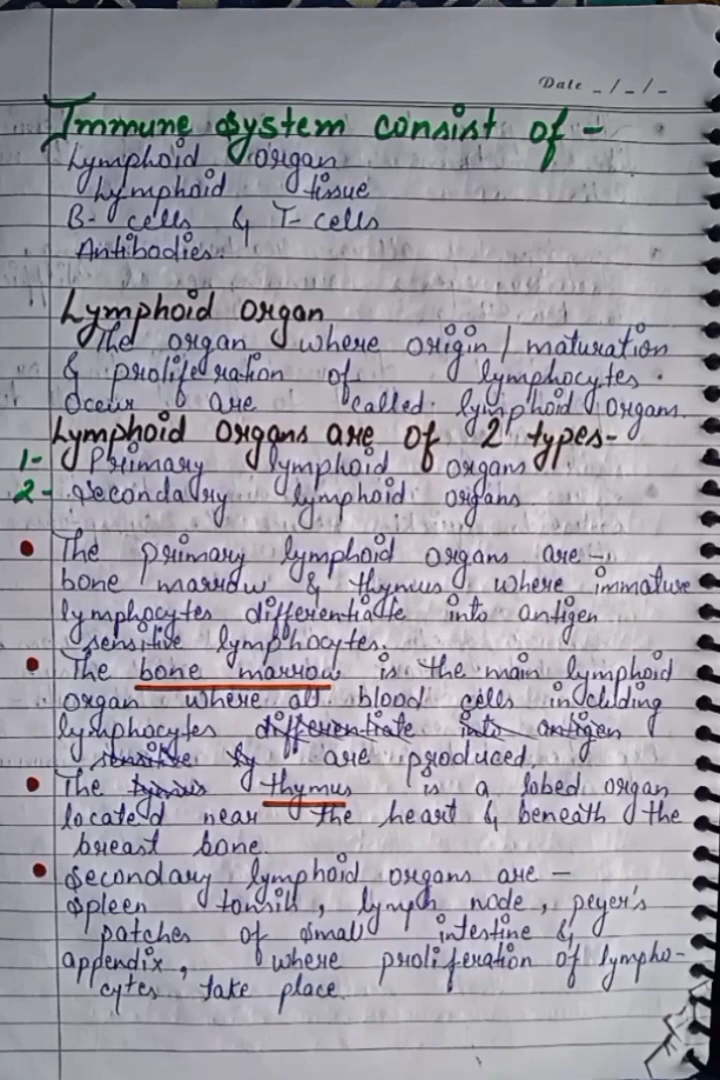 Date _/_/_
Immune system consist of -
Lymphoid organ
Lymphoid tissue
B- cells & T- cells
Antibodies.
Lymphoid organ
The organ where origin / maturation
& proliferation of lymphocytes.
Occur are called lymphoid organs.
Lymphoid organs are of 2 types-
1- Primary lymphoid organs
2- Secondary lymphoid organs
• The primary lymphoid organs are -
bone marrow & thymus where immature
lymphocytes differentiate into antigen
sensitive lymphocytes.
• The bone marrow is the main lymphoid
organ where all blood cells including
lymphocytes differentiate into antigen
sensitive ly are produced.
• The thymus is a lobed organ
located near the heart & beneath the
breast bone.
• Secondary lymphoid organs are -
Spleen tonsils, lymph node, peyer's
patches of small intestine &
appendix, where proliferation of lympho-
cytes take place.